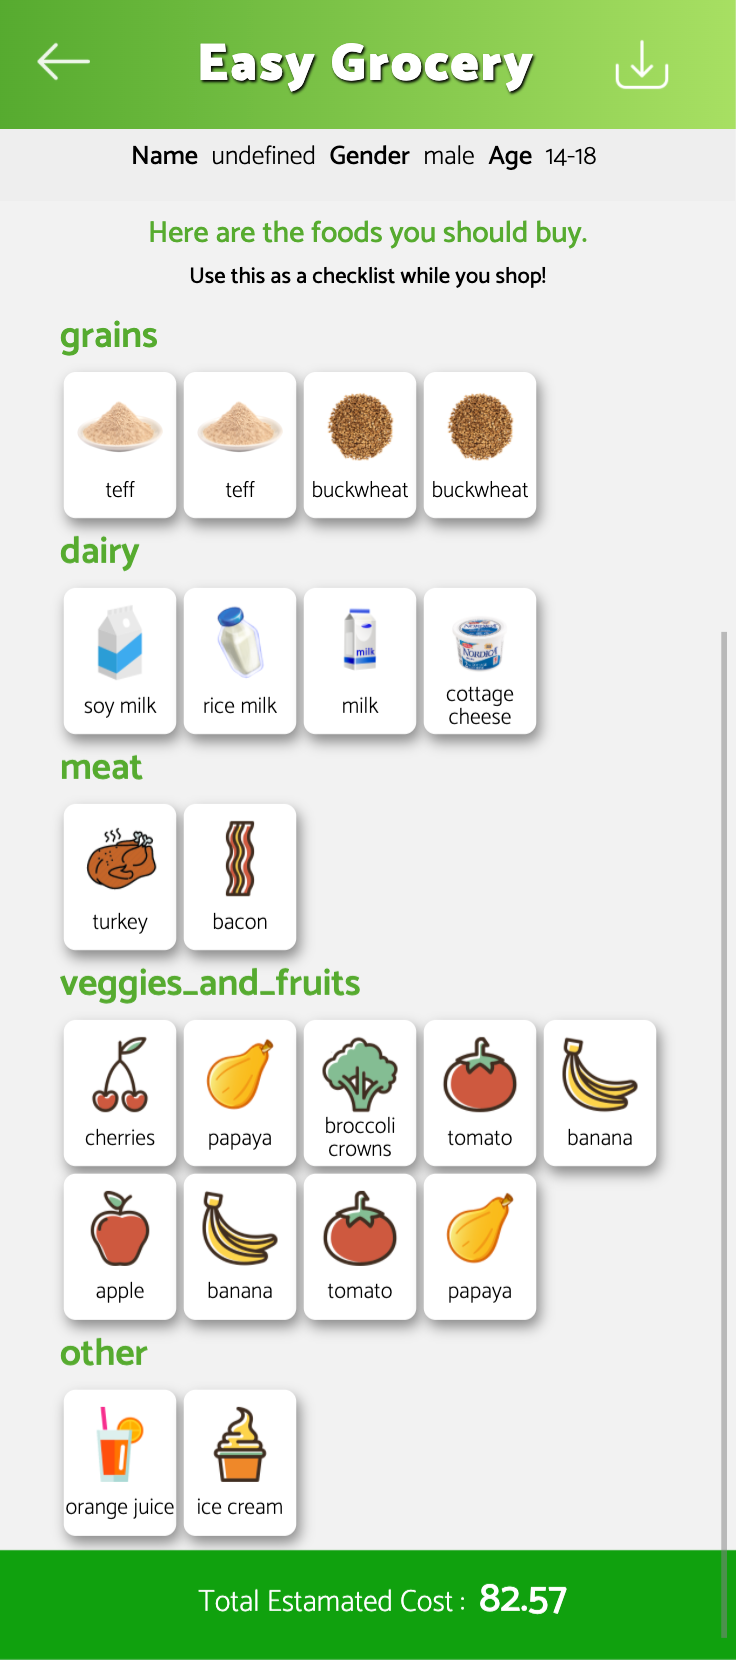 Easy Grocery
Name undefined Gender male Age 14-18
Here are the foods you should buy.
Use this as a checklist while you shop!
grains
teff
teff
buckwheat
buckwheat
dairy
soy milk
rice milk
milk
milk
NORDICA
cottage
cheese
meat
turkey
bacon
veggies_and_fruits
cherries
papaya
broccoli
crowns
tomato
banana
apple
banana
tomato
papaya
other
orange juice
ice cream
Total Estamated Cost : 82.57